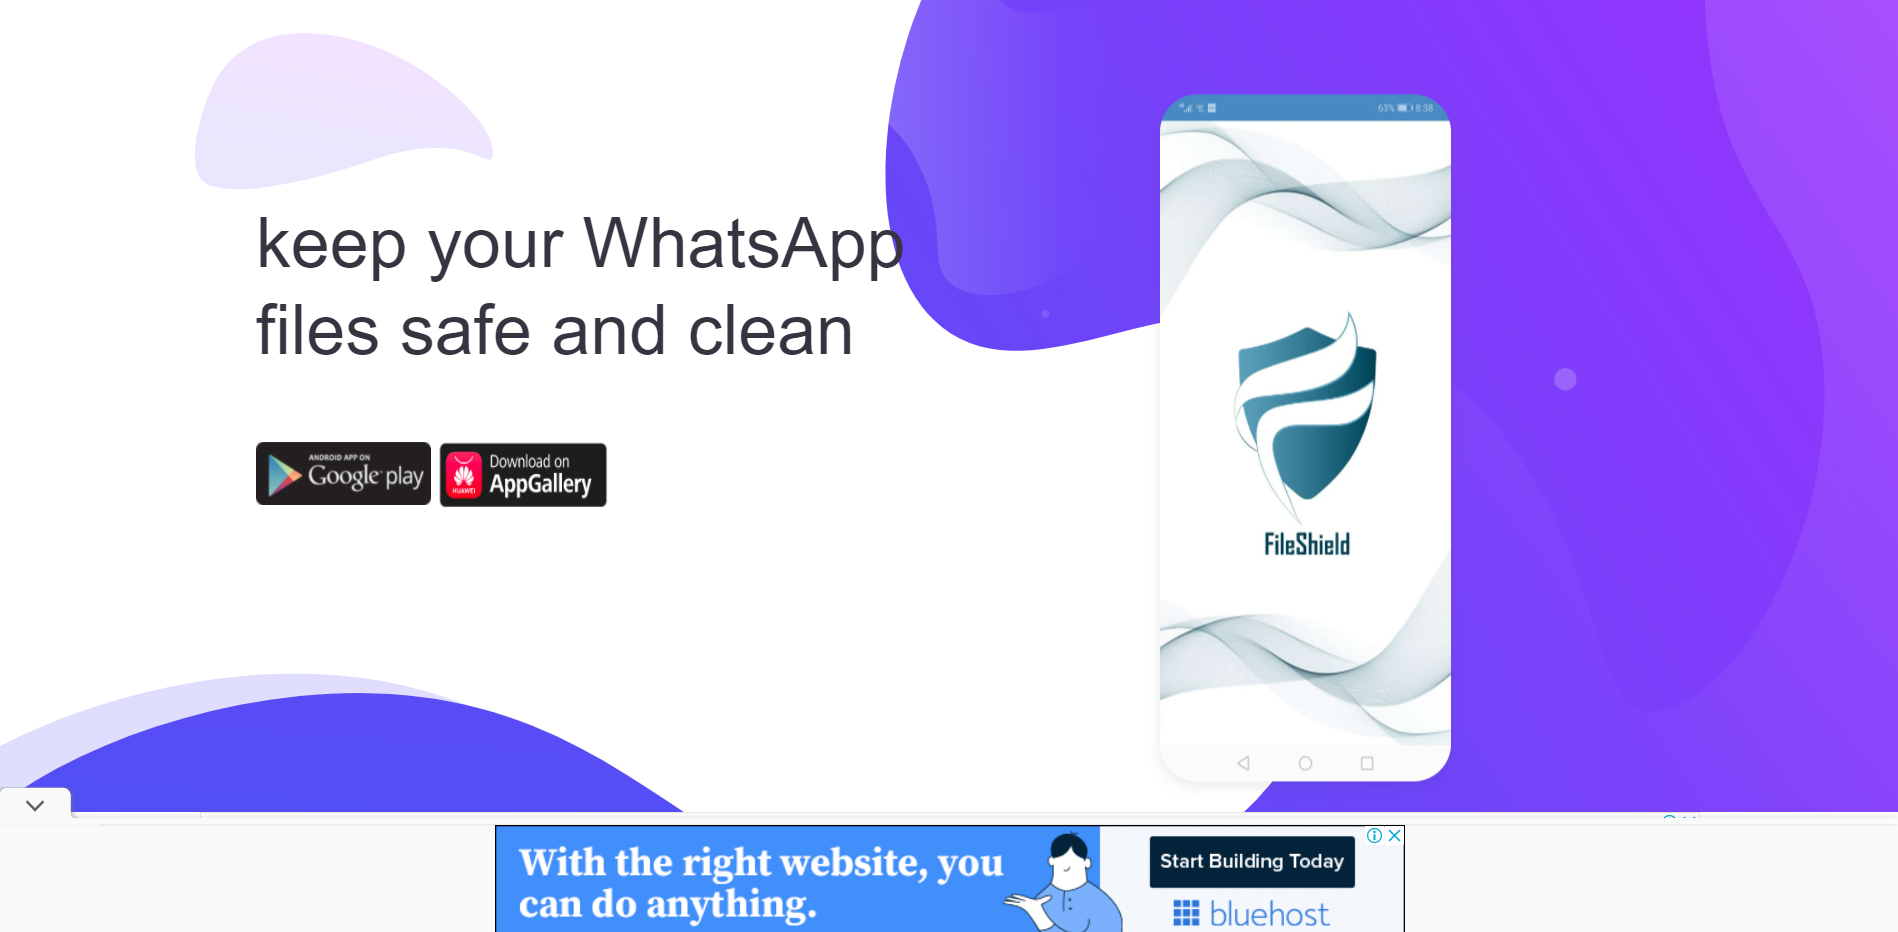 63% 8:38
keep your WhatsApp
files safe and clean
ANDROID APP ON
Google play
Download on
AppGallery
HUAWEI
FileShield
With the right website, you
can do anything.
Start Building Today
bluehost